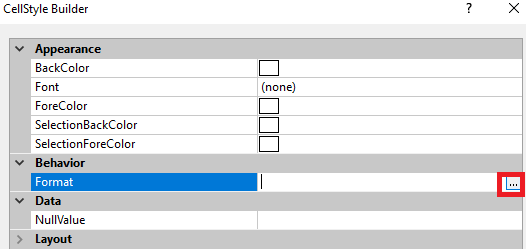 CellStyle Builder ?
Appearance
BackColor
Font (none)
ForeColor
SelectionBackColor
SelectionForeColor
Behavior
Format ...
Data
NullValue
Layout